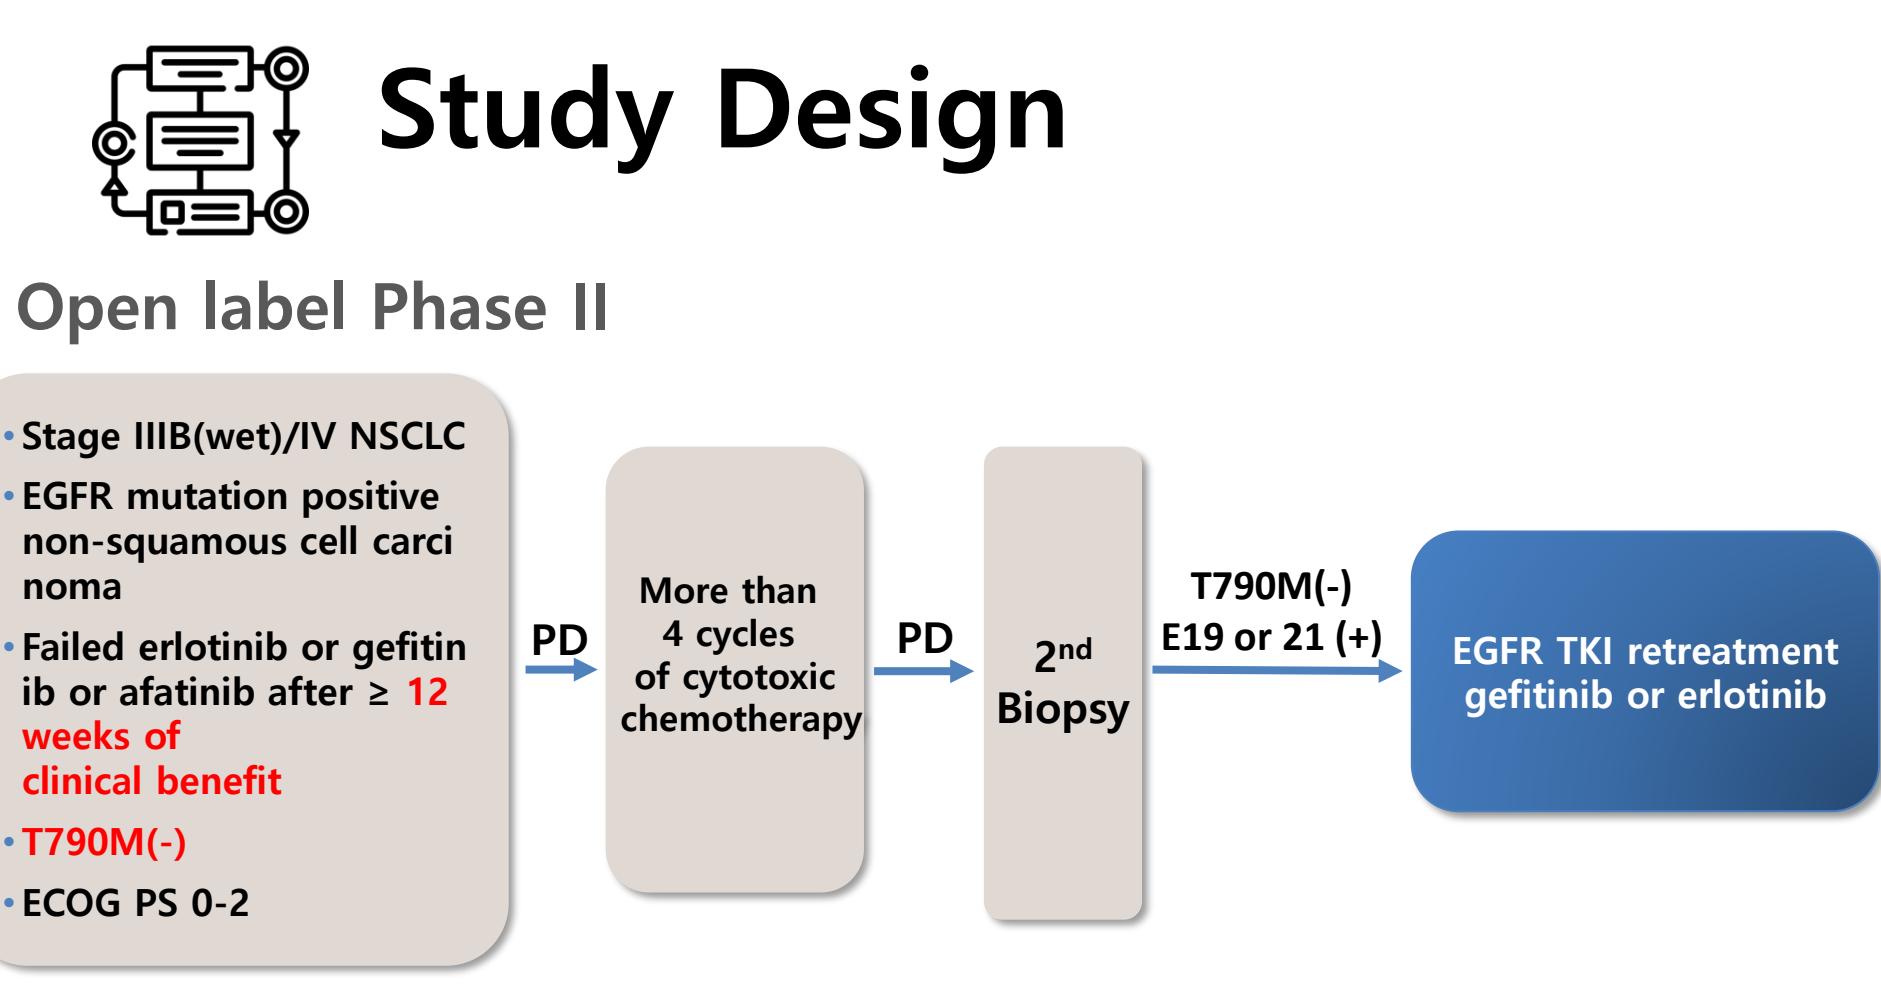 Study Design
Open label Phase II
• Stage IIIB(wet)/IV NSCLC
• EGFR mutation positive
non-squamous cell carci
noma
• Failed erlotinib or gefitin
ib or afatinib after ≥ 12
weeks of
clinical benefit
• T790M(-)
• ECOG PS 0-2
PD
More than
4 cycles
of cytotoxic
chemotherapy
PD
2nd
Biopsy
T790M(-)
E19 or 21 (+)
EGFR TKI retreatment
gefitinib or erlotinib